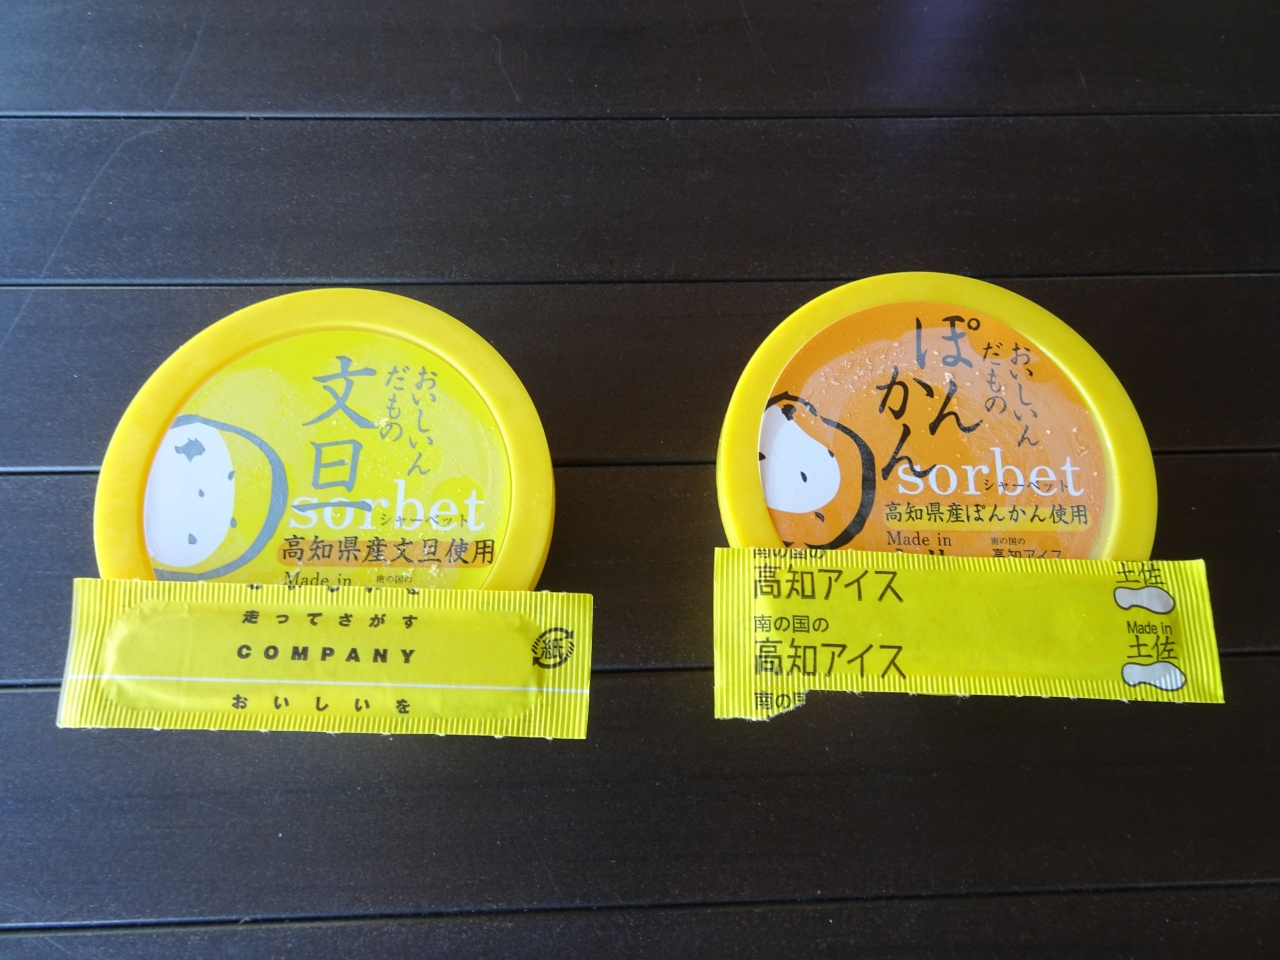 文旦
おいしいん
だもの
sorbet
シャーベット
高知県産文旦使用
Made in
南の国の
走ってさがす
COMPANY
おいしいを
紙
ぽんかん
おいしいん
だもの
sorbet
シャーベット
高知県産ぽんかん使用
Made in
南の国の
高知アイス
南の国の
高知アイス
南の国の
高知アイス
南の国
土佐
Made in
土佐